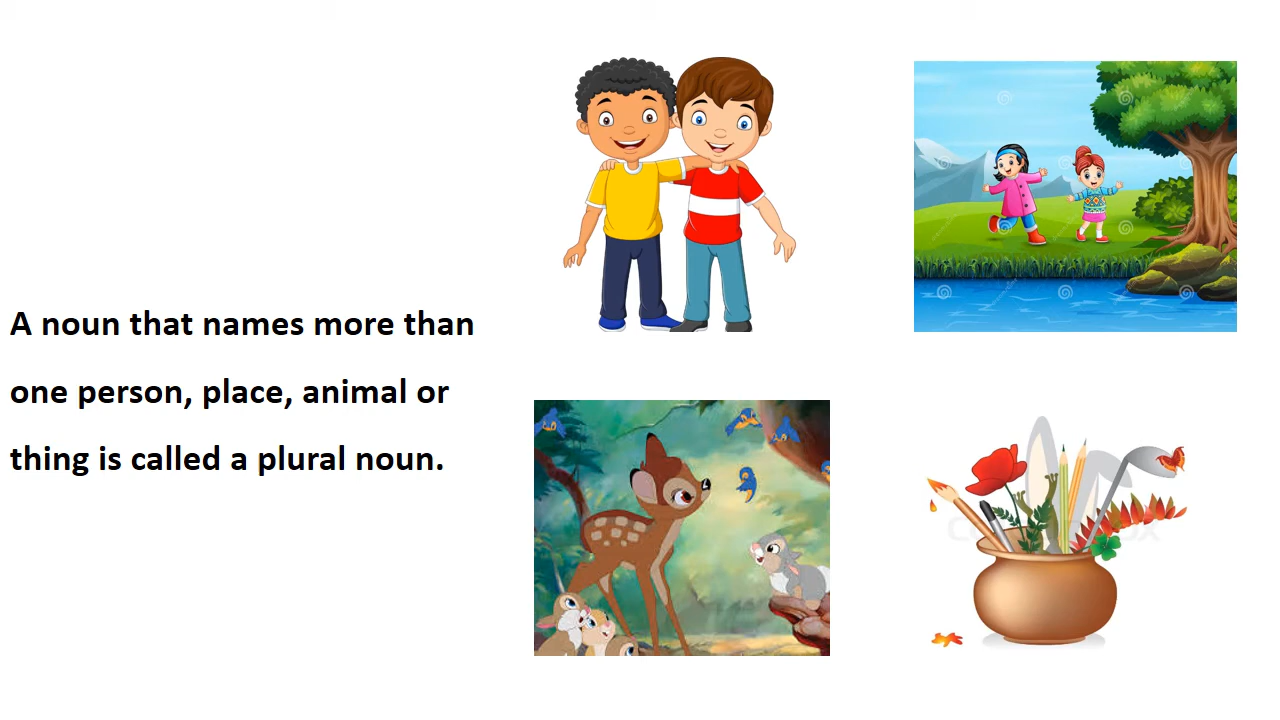 A noun that names more than
one person, place, animal or
thing is called a plural noun.